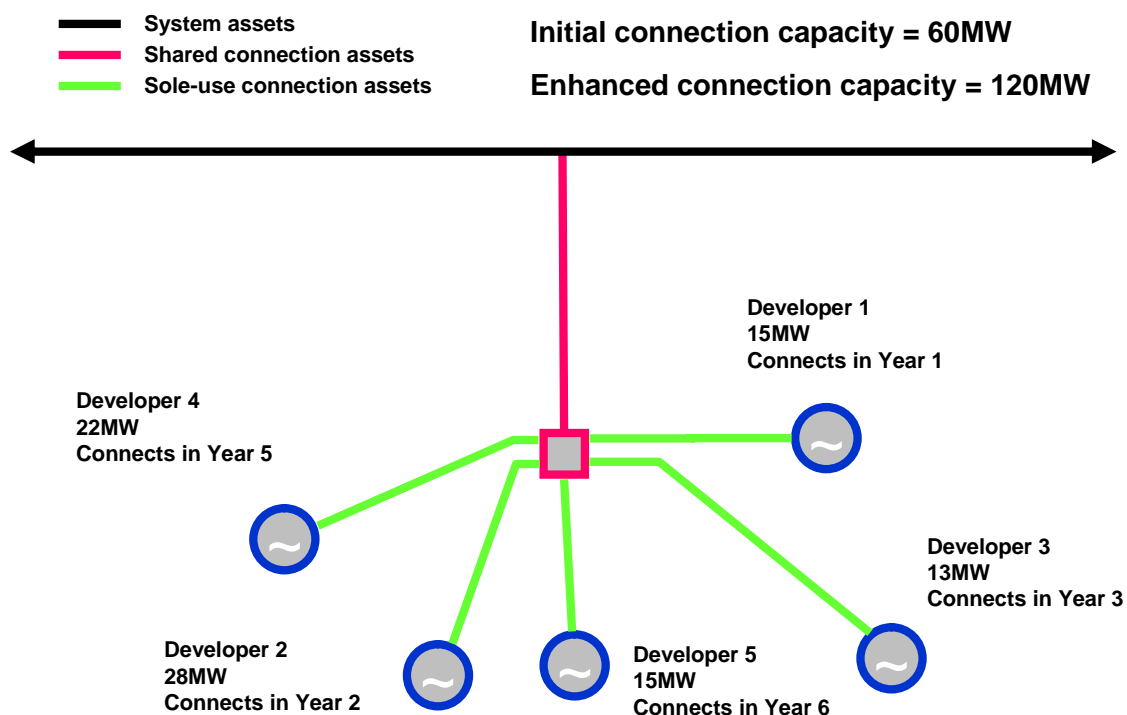 System assets
Shared connection assets
Sole-use connection assets
Initial connection capacity = 60MW
Enhanced connection capacity = 120MW
Developer 1
15MW
Connects in Year 1
Developer 4
22MW
Connects in Year 5
Developer 3
13MW
Connects in Year 3
Developer 2
28MW
Connects in Year 2
Developer 5
15MW
Connects in Year 6